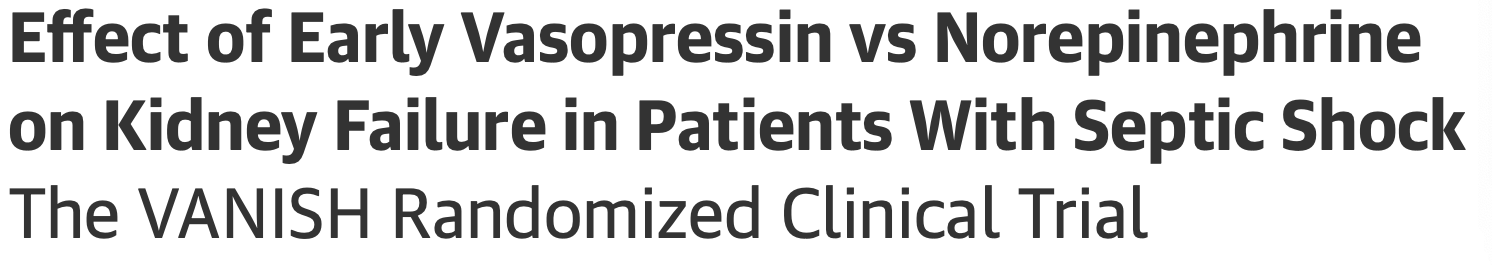 Effect of Early Vasopressin vs Norepinephrine
on Kidney Failure in Patients With Septic Shock
The VANISH Randomized Clinical Trial